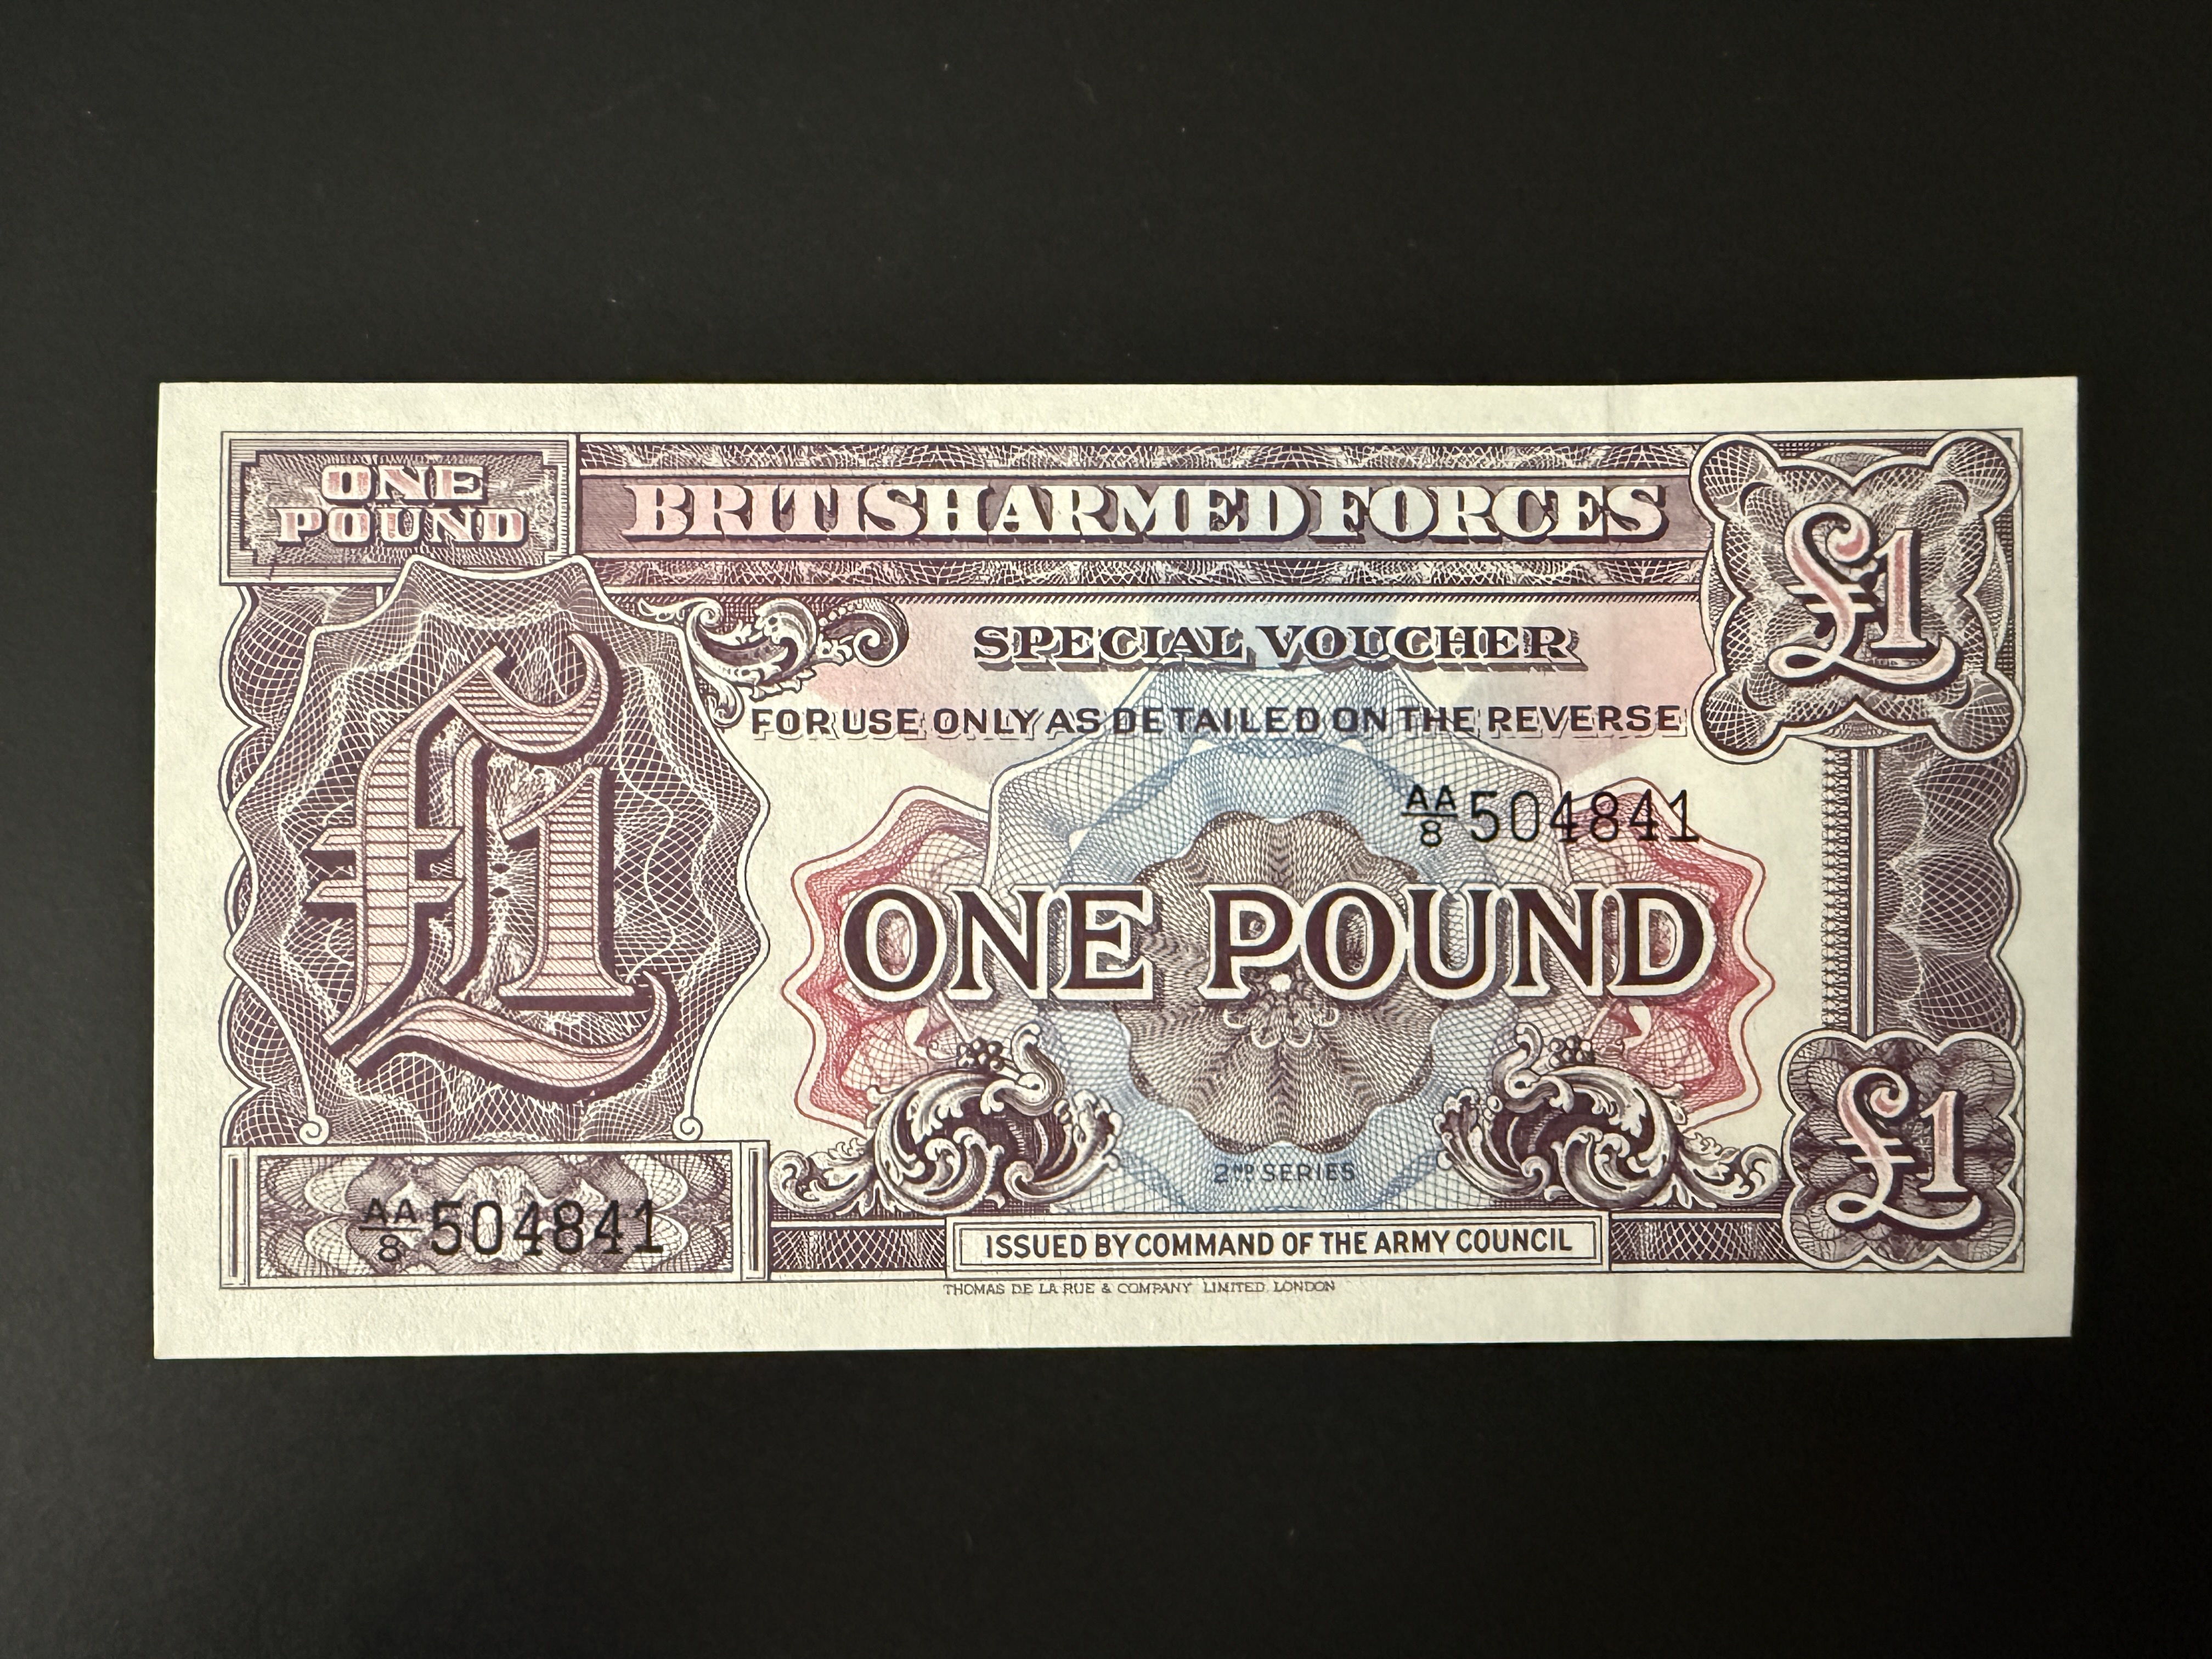 ONE
POUND
BRITISH ARMED FORCES
£1
SPECIAL VOUCHER
FOR USE ONLY AS DETAILED ON THE REVERSE
£1
AA/8 504841
ONE POUND
2ND SERIES
£1
AA/8 504841
ISSUED BY COMMAND OF THE ARMY COUNCIL
THOMAS DE LA RUE & COMPANY LIMITED, LONDON